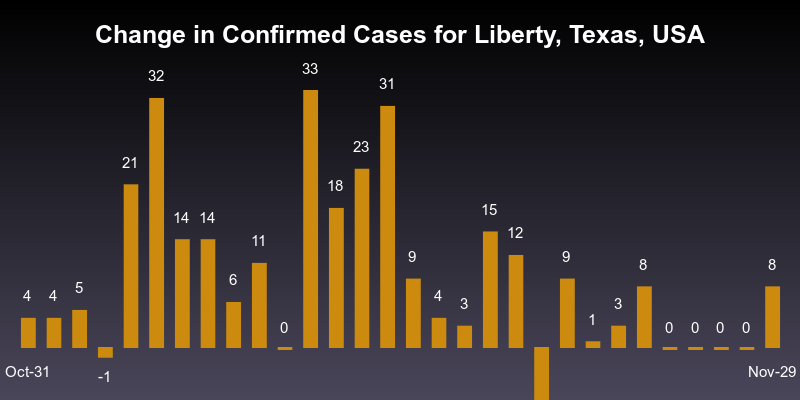 Change in Confirmed Cases for Liberty, Texas, USA
4 4 5 -1 21 32 14 14 6 11 0 33 18 23 31 9 4 3 15 12 9 1 3 8 0 0 0 0 8
Oct-31 Nov-29